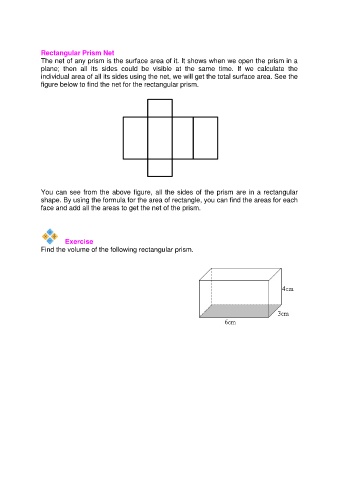 Rectangular Prism Net
The net of any prism is the surface area of it. It shows when we open the prism in a
plane; then all its sides could be visible at the same time. If we calculate the
individual area of all its sides using the net, we will get the total surface area. See the
figure below to find the net for the rectangular prism.
You can see from the above figure, all the sides of the prism are in a rectangular
shape. By using the formula for the area of rectangle, you can find the areas for each
face and add all the areas to get the net of the prism.
Exercise
Find the volume of the following rectangular prism.
4cm
3cm
6cm